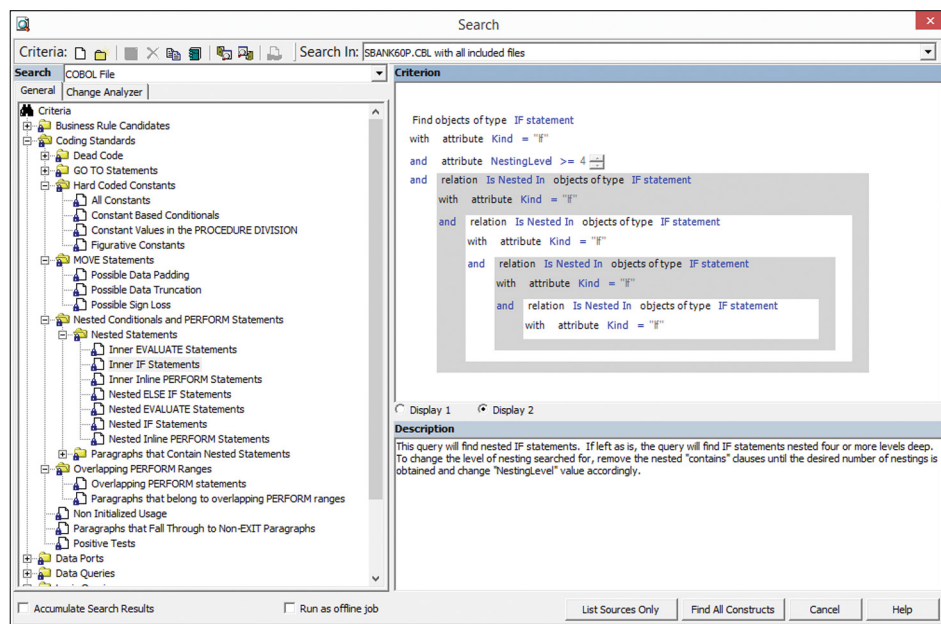 Search
Criteria:
Search In:
SBANK60P.CBL with all included files
Search
COBOL File
General
Change Analyzer
Criteria
Business Rule Candidates
Coding Standards
Dead Code
GO TO Statements
Hard Coded Constants
All Constants
Constant Based Conditionals
Constant Values in the PROCEDURE DIVISION
Figurative Constants
MOVE Statements
Possible Data Padding
Possible Data Truncation
Possible Sign Loss
Nested Conditionals and PERFORM Statements
Nested Statements
Inner EVALUATE Statements
Inner IF Statements
Inner Inline PERFORM Statements
Nested ELSE IF Statements
Nested EVALUATE Statements
Nested IF Statements
Nested Inline PERFORM Statements
Paragraphs that Contain Nested Statements
Overlapping PERFORM Ranges
Overlapping PERFORM statements
Paragraphs that belong to overlapping PERFORM ranges
Non Initialized Usage
Paragraphs that Fall Through to Non-EXIT Paragraphs
Positive Tests
Data Ports
Data Queries
Criterion
Find objects of type IF statement
with attribute Kind = "If"
and attribute NestingLevel >= 4
and relation Is Nested In objects of type IF statement
with attribute Kind = "If"
and relation Is Nested In objects of type IF statement
with attribute Kind = "If"
and relation Is Nested In objects of type IF statement
with attribute Kind = "If"
and relation Is Nested In objects of type IF statement
with attribute Kind = "If"
Display 1
Display 2
Description
This query will find nested IF statements. If left as is, the query will find IF statements nested four or more levels deep.
To change the level of nesting searched for, remove the nested "contains" clauses until the desired number of nestings is
obtained and change "NestingLevel" value accordingly.
Accumulate Search Results
Run as offline job
List Sources Only
Find All Constructs
Cancel
Help